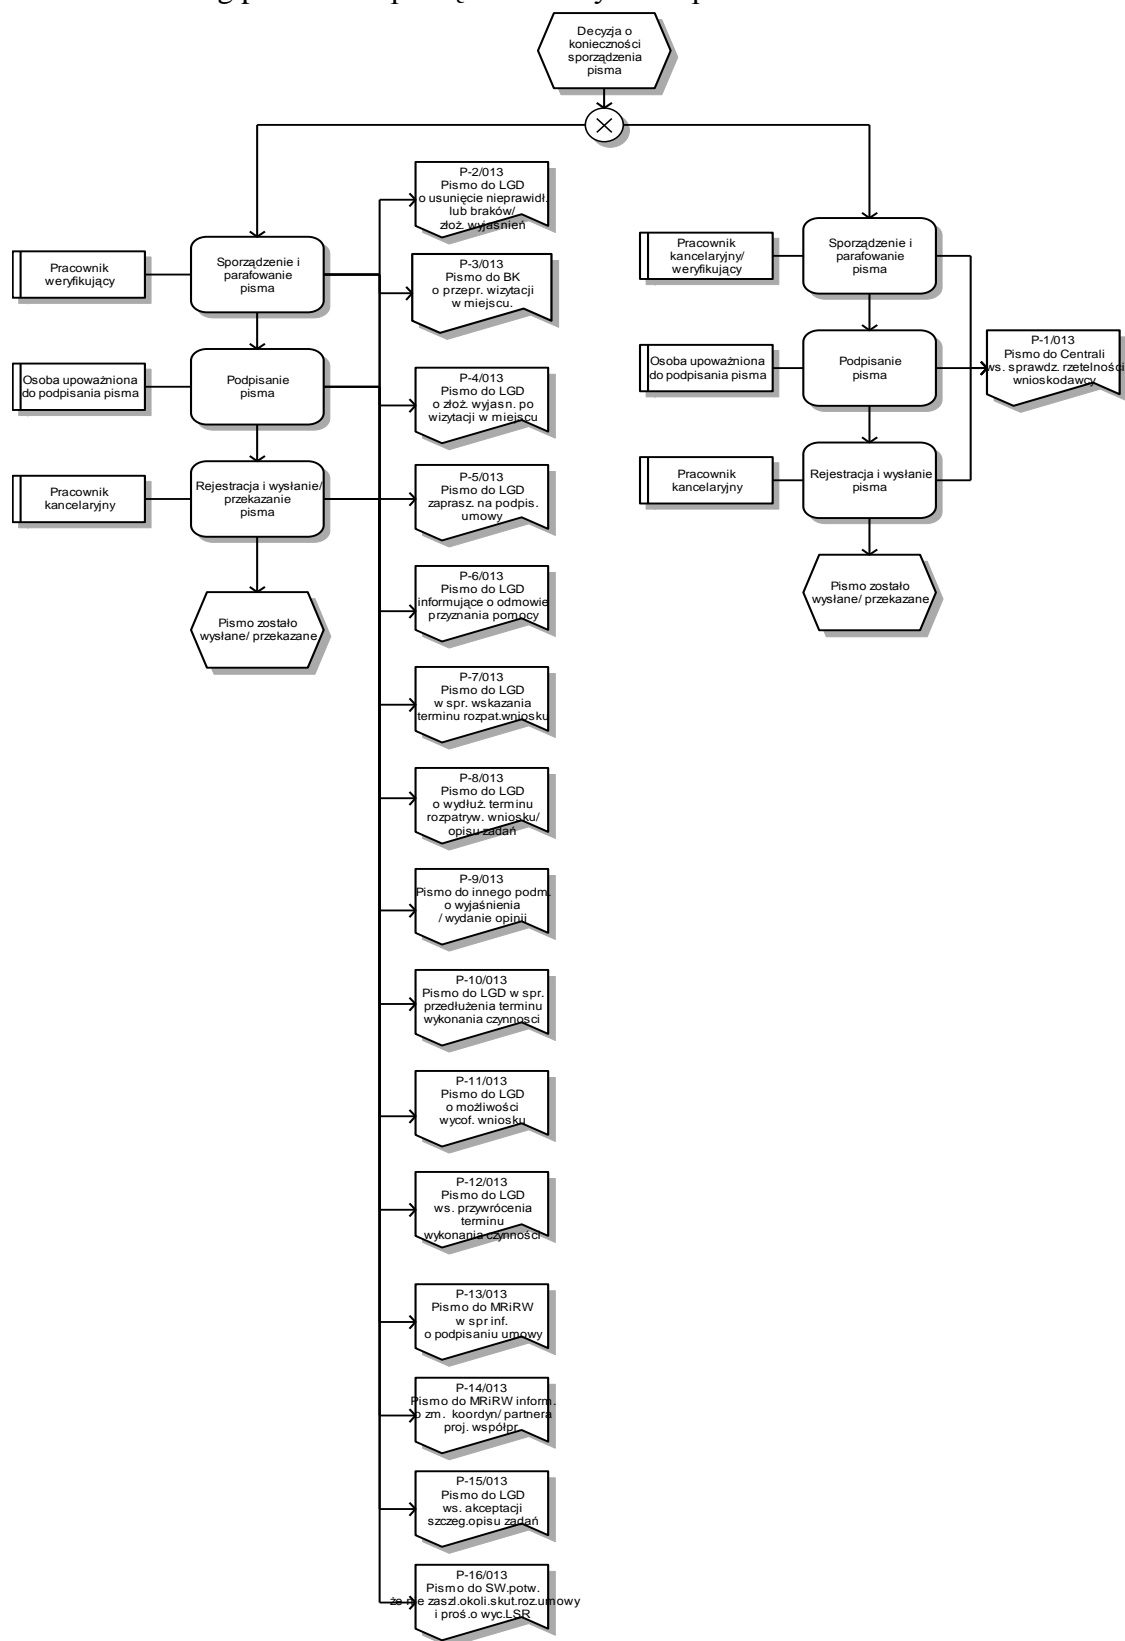 Decyzja o
konieczności
sporządzenia
pisma
Pracownik
weryfikujący
Sporządzenie i
parafowanie
pisma
Osoba upoważniona
do podpisania pisma
Podpisanie
pisma
Pracownik
kancelaryjny
Rejestracja i wysłanie/
przekazanie
pisma
Pismo zostało
wysłane/ przekazane
P-2/013
Pismo do LGD
o usunięcie nieprawidł.
lub braków/
złoż. wyjaśnień
P-3/013
Pismo do BK
o przepr. wizytacji
w miejscu.
P-4/013
Pismo do LGD
o złoż. wyjasn. po
wizytacji w miejscu
P-5/013
Pismo do LGD
zaprasz. na podpis.
umowy
P-6/013
Pismo do LGD
informujące o odmowie
przyznania pomocy
P-7/013
Pismo do LGD
w spr. wskazania
terminu rozpat.wniosku
P-8/013
Pismo do LGD
o wydłuż. terminu
rozpatryw. wniosku/
opisu zadań
P-9/013
Pismo do innego podm.
o wyjaśnienia
/ wydanie opinii
P-10/013
Pismo do LGD w spr.
przedłużenia terminu
wykonania czynnosci
P-11/013
Pismo do LGD
o możliwości
wycof. wniosku
P-12/013
Pismo do LGD
ws. przywrócenia
terminu
wykonania czynności
P-13/013
Pismo do MRiRW
w spr inf.
o podpisaniu umowy
P-14/013
Pismo do MRiRW inform.
o zm. koordyn/ partnera
proj. współpr.
P-15/013
Pismo do LGD
ws. akceptacji
szczeg.opisu zadań
P-16/013
Pismo do SW.potw.
że nie zaszl.okoli.skut.roz.umowy
i proś.o wyc.LSR
Pracownik
kancelaryjny/
weryfikujący
Sporządzenie i
parafowanie
pisma
Osoba upoważniona
do podpisania pisma
Podpisanie
pisma
Pracownik
kancelaryjny
Rejestracja i wysłanie
pisma
Pismo zostało
wysłane/ przekazane
P-1/013
Pismo do Centrali
ws. sprawdz. rzetelności
wnioskodawcy